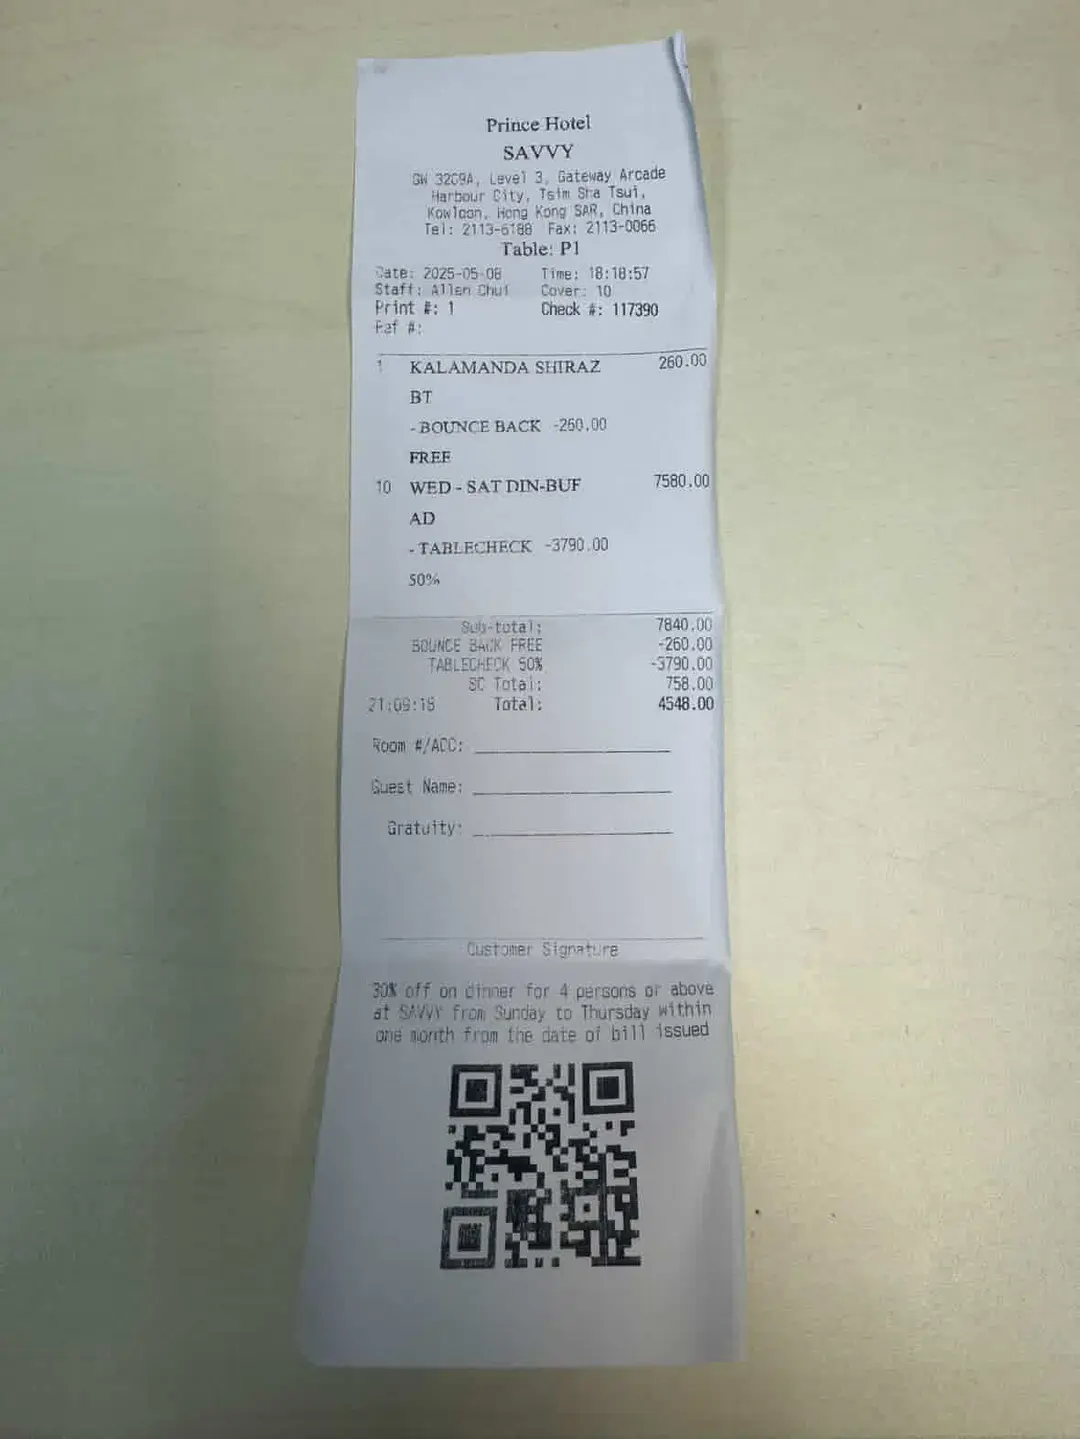 Prince Hotel
SAVVY
GW 3209A, Level 3, Gateway Arcade
Harbour City, Tsim Sha Tsui,
Kowloon, Hong Kong SAR, China
Tel: 2113-6188 Fax: 2113-0066
Table: P1
Date: 2025-05-08 Time: 18:18:57
Staff: Allen Chui Cover: 10
Print #: 1 Check #: 117390
Ref #:
1 KALAMANDA SHIRAZ 260.00
BT
- BOUNCE BACK -260.00
FREE
10 WED - SAT DIN-BUF 7580.00
AD
- TABLECHECK -3790.00
50%
Sub-total: 7840.00
BOUNCE BACK FREE -260.00
TABLECHECK 50% -3790.00
SC Total: 758.00
21:09:18 Total: 4548.00
Room #/ACC:
Guest Name:
Gratuity:
Customer Signature
30% off on dinner for 4 persons or above
at SAVVY from Sunday to Thursday within
one month from the date of bill issued